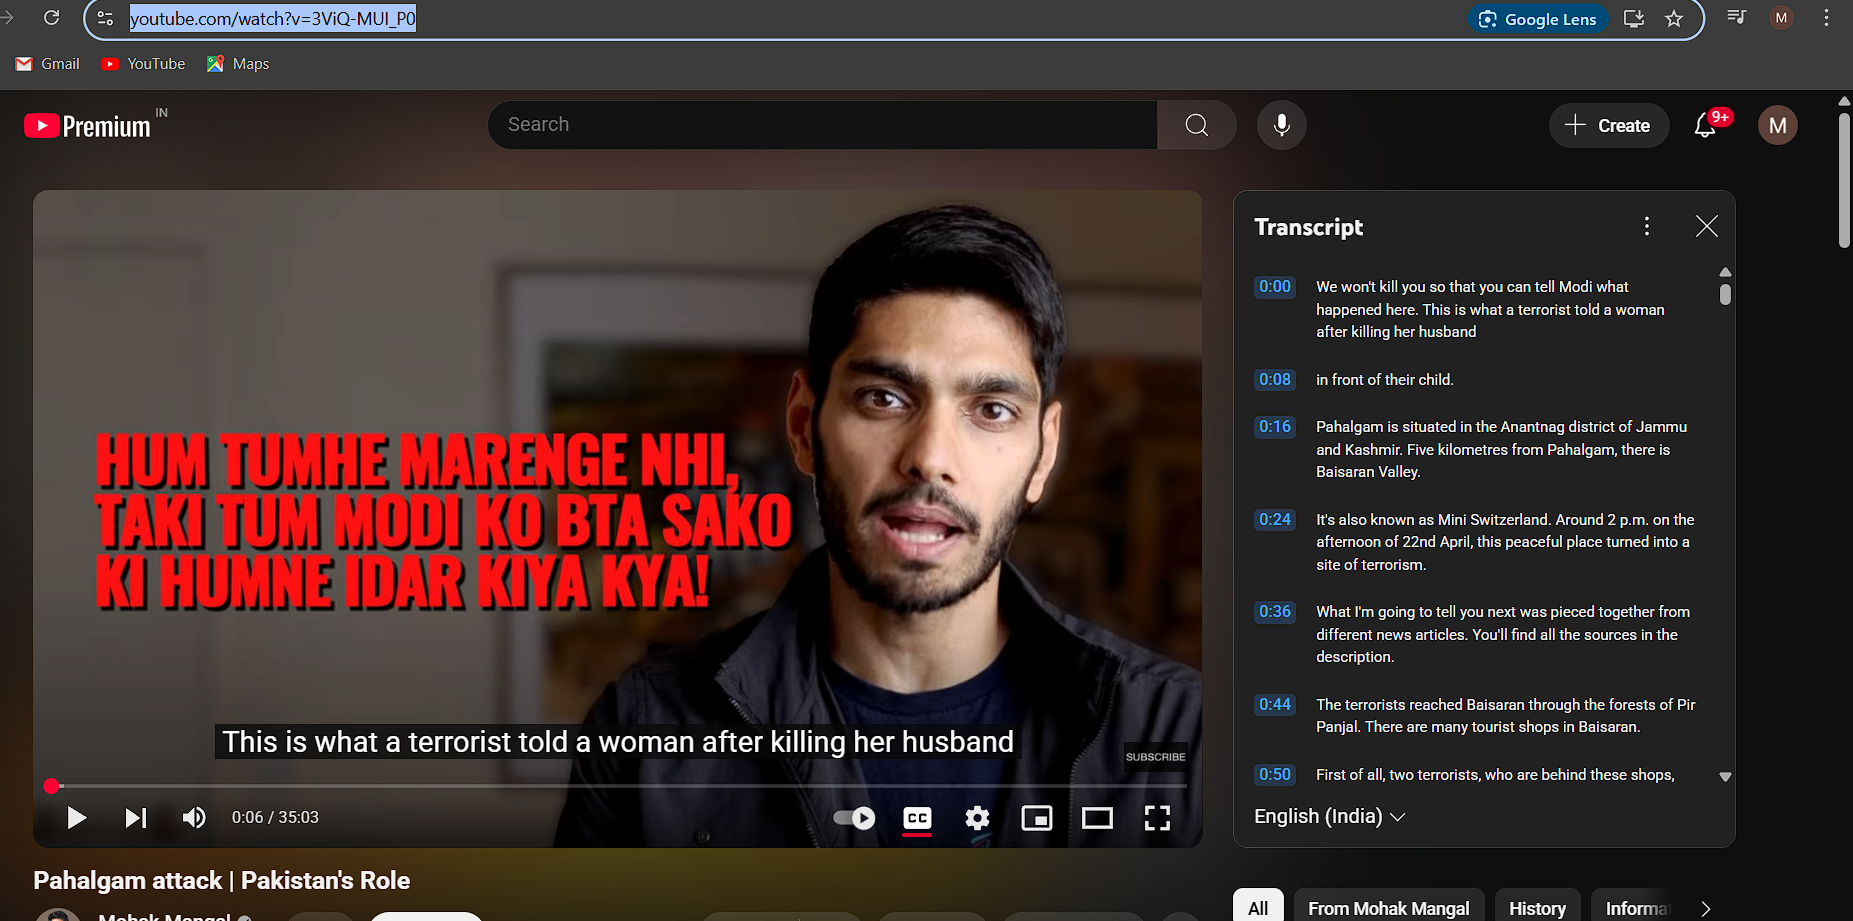 youtube.com/watch?v=3ViQ-MUI_P0
Google Lens
M
Gmail
YouTube
Maps
Premium
IN
Search
Create
9+
M
HUM TUMHE MARENGE NHI,
TAKI TUM MODI KO BTA SAKO
KI HUMNE IDAR KIYA KYA!
This is what a terrorist told a woman after killing her husband
SUBSCRIBE
0:06 / 35:03
CC
Pahalgam attack | Pakistan's Role
Mohak Mangal
Transcript
0:00
We won't kill you so that you can tell Modi what
happened here. This is what a terrorist told a woman
after killing her husband
0:08
in front of their child.
0:16
Pahalgam is situated in the Anantnag district of Jammu
and Kashmir. Five kilometres from Pahalgam, there is
Baisaran Valley.
0:24
It's also known as Mini Switzerland. Around 2 p.m. on the
afternoon of 22nd April, this peaceful place turned into a
site of terrorism.
0:36
What I'm going to tell you next was pieced together from
different news articles. You'll find all the sources in the
description.
0:44
The terrorists reached Baisaran through the forests of Pir
Panjal. There are many tourist shops in Baisaran.
0:50
First of all, two terrorists, who are behind these shops,
English (India)
All
From Mohak Mangal
History
Informa